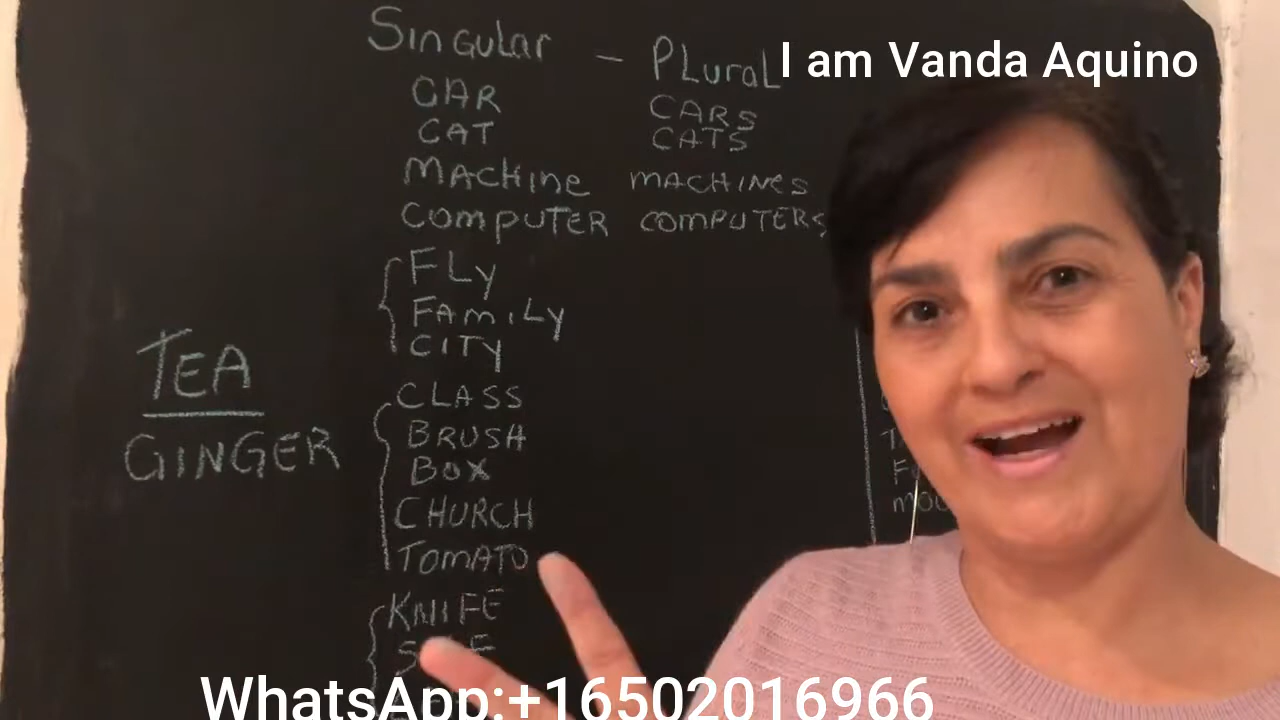 Singular - Plural
I am Vanda Aquino
CAR CARS
CAT CATS
MACHINE MACHINES
COMPUTER COMPUTERS
FLY
FAMILY
CITY
CLASS
BRUSH
BOX
CHURCH
TOMATO
KNIFE
TEA
GINGER
WhatsApp:+16502016966